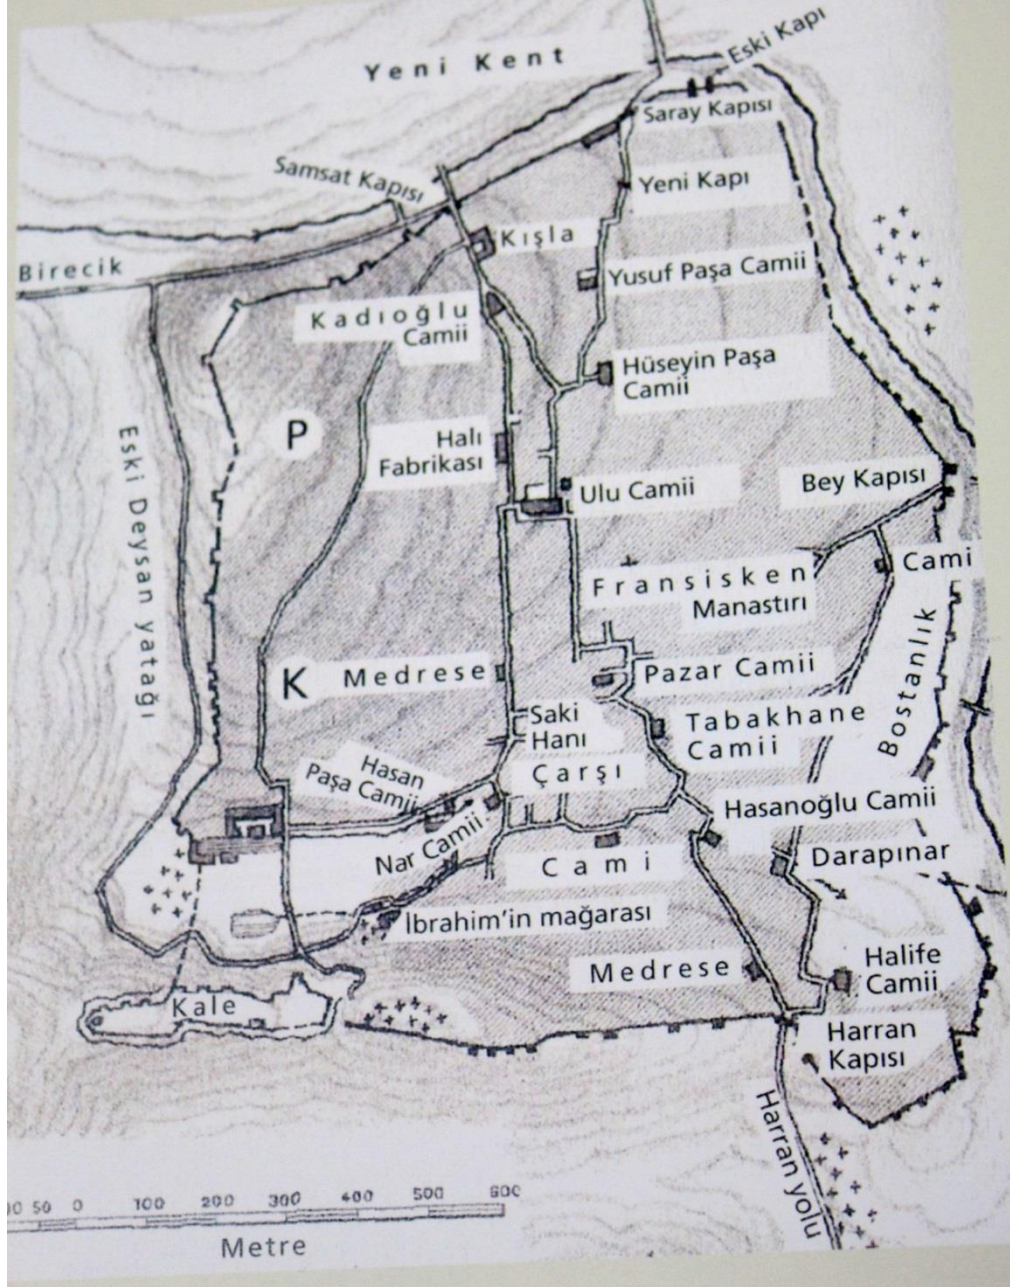 Yeni Kent
Eski Kapı
Saray Kapısı
Samsat Kapısı
Yeni Kapı
Kışla
Birecik
Yusuf Paşa Camii
Kadıoğlu
Camii
Hüseyin Paşa
Camii
P
Halı
Fabrikası
Eski Deysan yatağı
Ulu Camii
Bey Kapısı
Cami
Fransisken
Manastırı
Bostanlık
K
Medrese
Pazar Camii
Saki
Hanı
Tabakhane
Camii
Hasan
Paşa Camii
Çarşı
Hasanoğlu Camii
Nar Camii
Cami
Darapınar
İbrahim'in mağarası
Medrese
Halife
Camii
Kale
Harran
Kapısı
Harran yolu
50 0 100 200 300 400 500 600
Metre